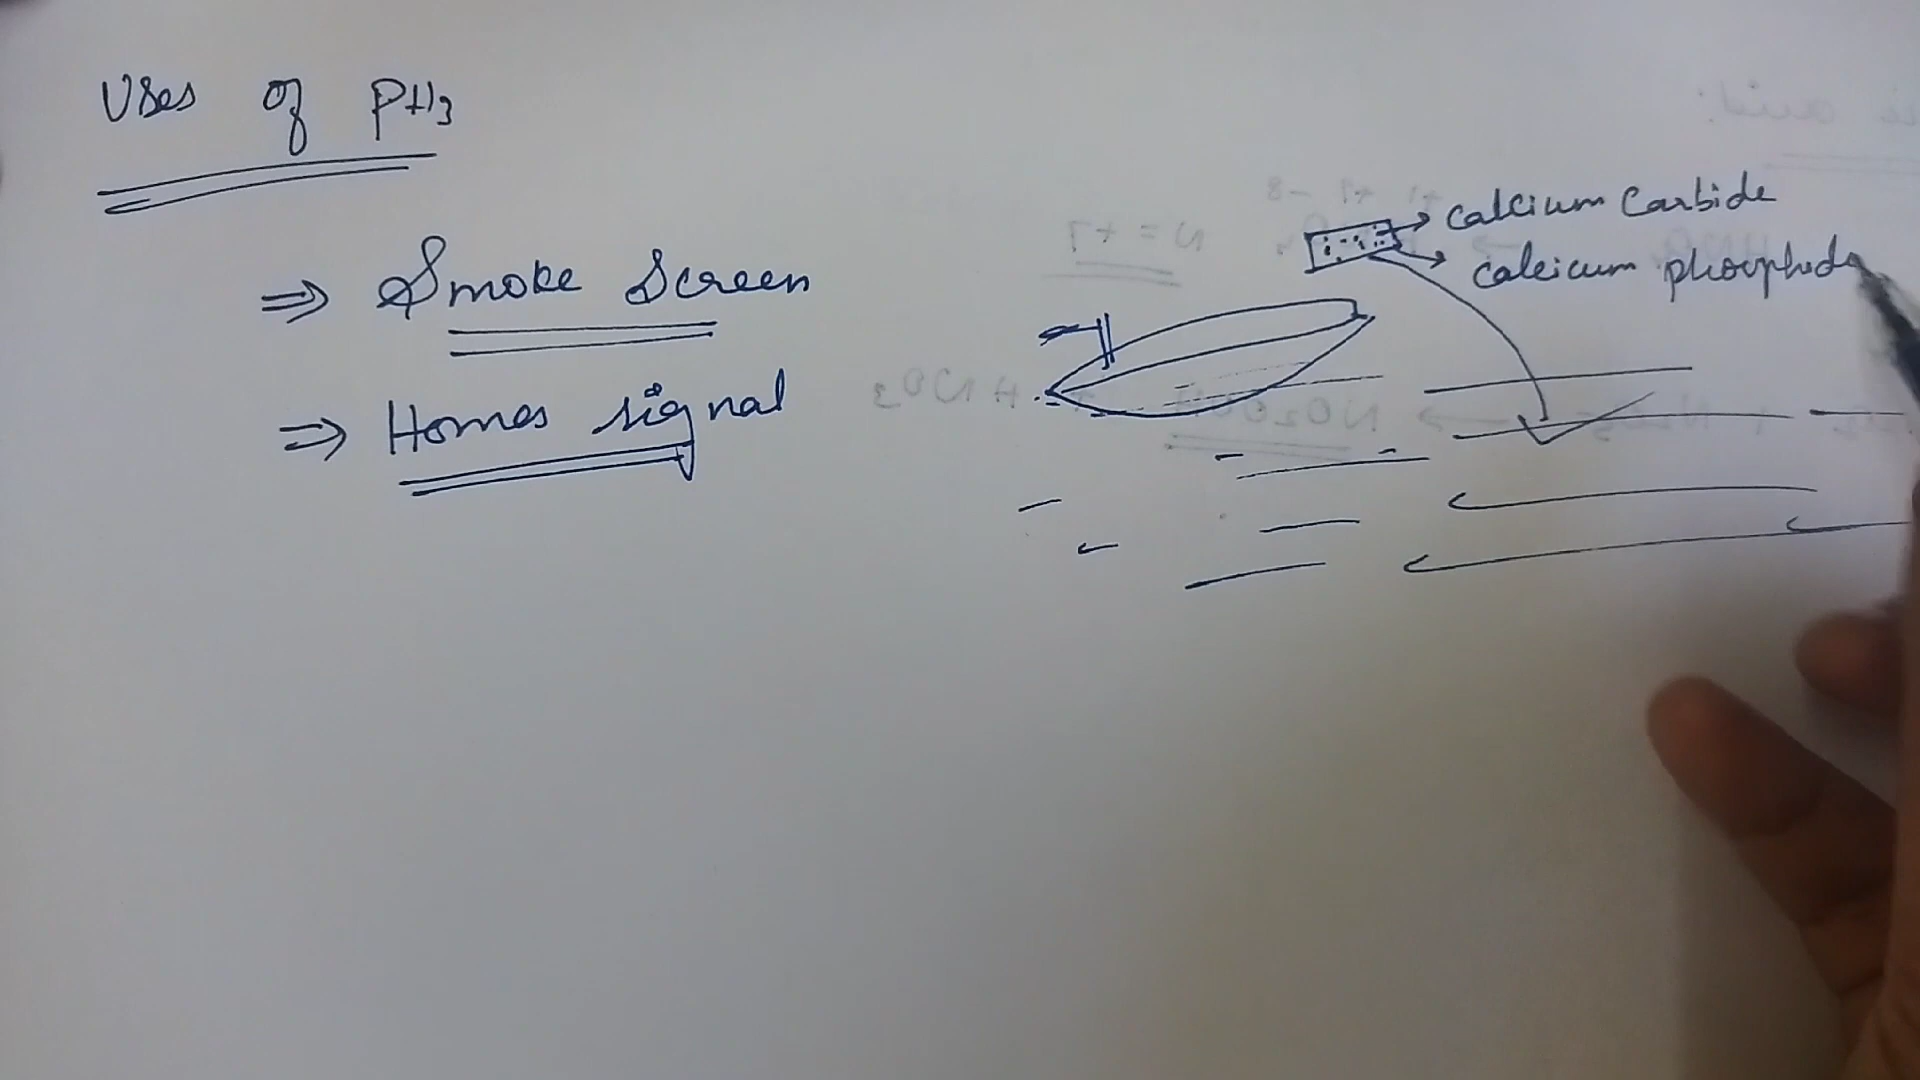 Uses of PH3
⇒ Smoke Screen
⇒ Homes signal
→ calcium Carbide
→ calcium phosphide